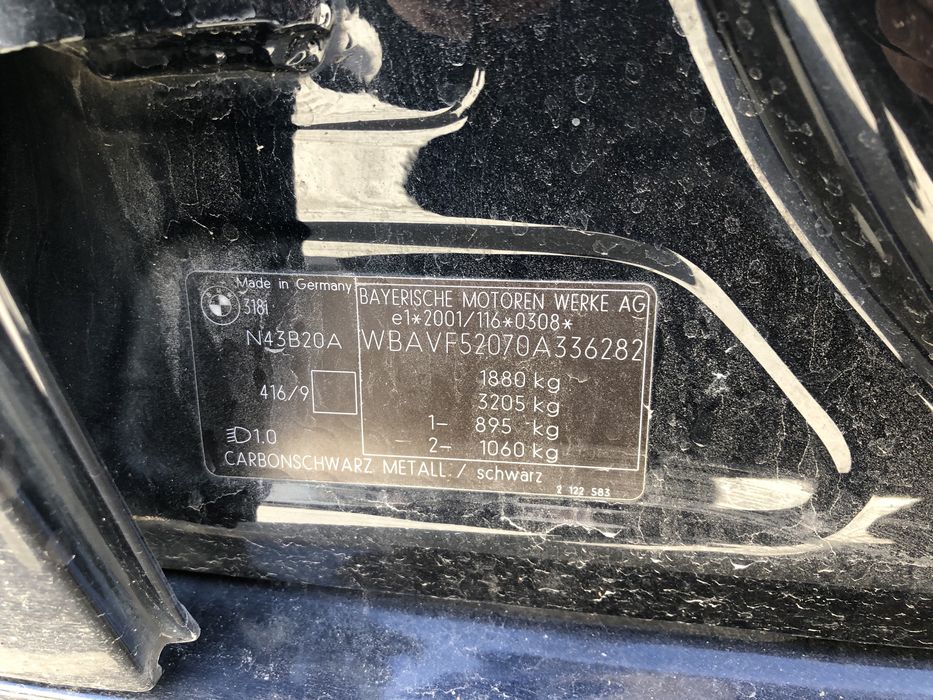 Made in Germany
318i
N43B20A
416/9
1.0
BAYERISCHE MOTOREN WERKE AG
e1*2001/116*0308*
WBAVF52070A336282
1880 kg
3205 kg
1- 895 kg
2- 1060 kg
CARBONSCHWARZ METALL./ schwarz
2 122 583